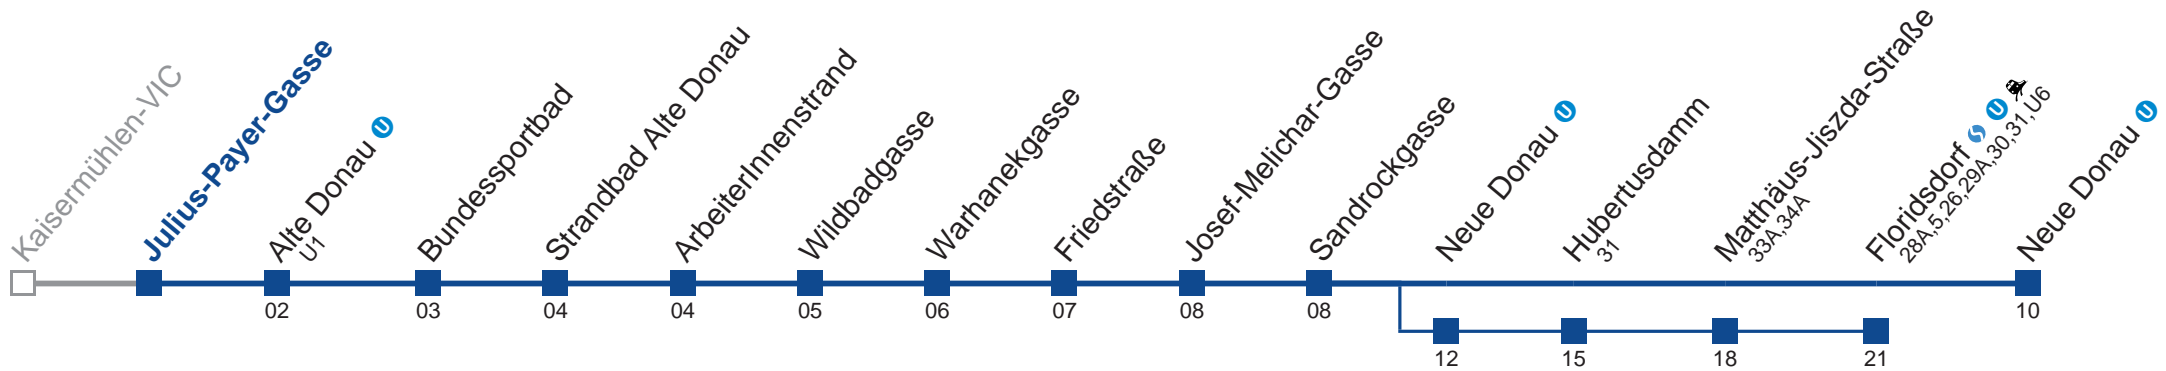 Kaisermühlen-VIC
Julius-Payer-Gasse
Alte Donau U
U1
Bundessportbad
Strandbad Alte Donau
ArbeiterInnenstrand
Wildbadgasse
Warhanekgasse
Friedstraße
Josef-Melichar-Gasse
Sandrockgasse
Neue Donau U
Hubertusdamm
31
Matthäus-Jiszda-Straße
33A,34A
Floridsdorf S U
28A,5,26,29A,30,31,U6
Neue Donau U
02
03
04
04
05
06
07
08
08
10
12
15
18
21